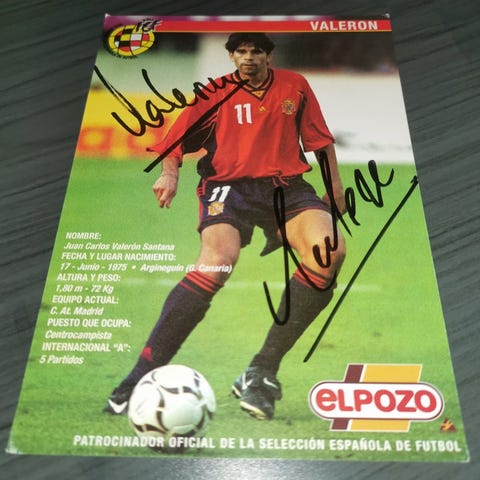 VALERON
Valerón
11
11
NOMBRE:
Juan Carlos Valerón Santana
FECHA Y LUGAR NACIMIENTO:
17 - Junio - 1975 • Arguineguín (G. Canaria)
ALTURA Y PESO:
1,80 m - 72 Kg
EQUIPO ACTUAL:
C. At. Madrid
PUESTO QUE OCUPA:
Centrocampista
INTERNACIONAL "A":
5 Partidos
ELPOZO
PATROCINADOR OFICIAL DE LA SELECCIÓN ESPAÑOLA DE FUTBOL